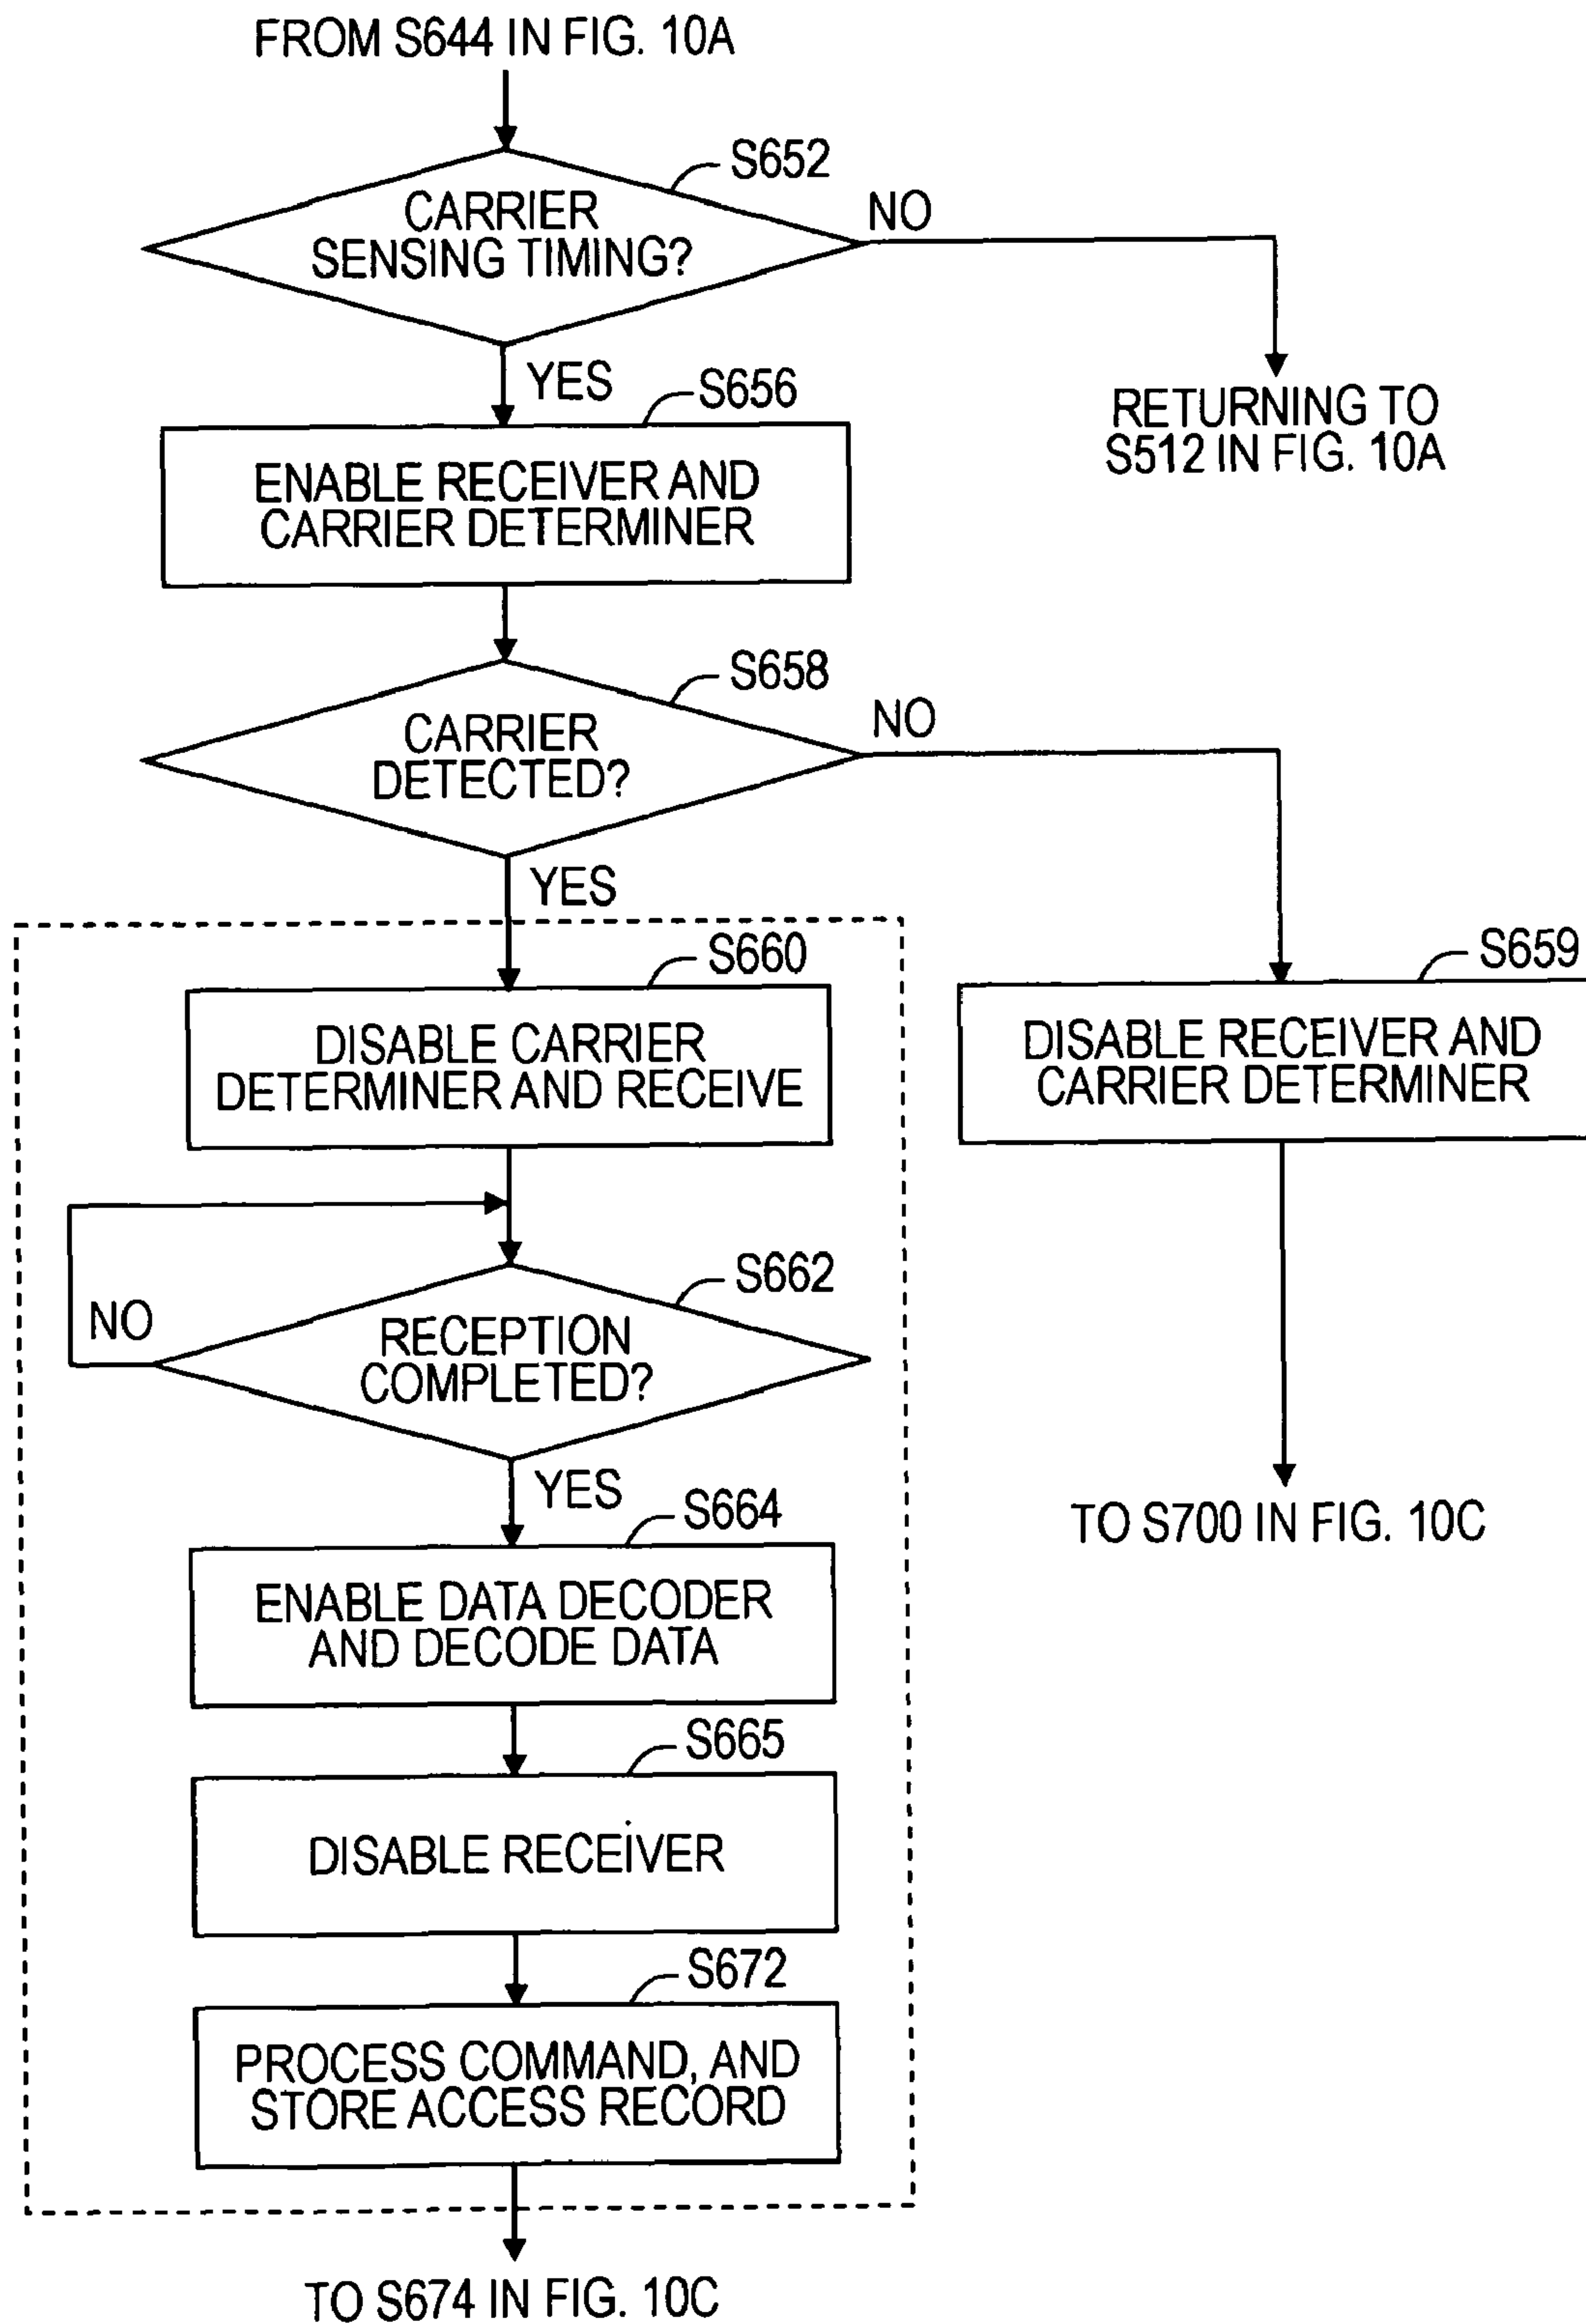 FROM S644 IN FIG. 10A
S652
CARRIER
SENSING TIMING?
NO
YES
RETURNING TO
S512 IN FIG. 10A
S656
ENABLE RECEIVER AND
CARRIER DETERMINER
S658
CARRIER
DETECTED?
NO
YES
S660
DISABLE CARRIER
DETERMINER AND RECEIVE
S659
DISABLE RECEIVER AND
CARRIER DETERMINER
S662
RECEPTION
COMPLETED?
NO
YES
TO S700 IN FIG. 10C
S664
ENABLE DATA DECODER
AND DECODE DATA
S665
DISABLE RECEIVER
S672
PROCESS COMMAND, AND
STORE ACCESS RECORD
TO S674 IN FIG. 10C